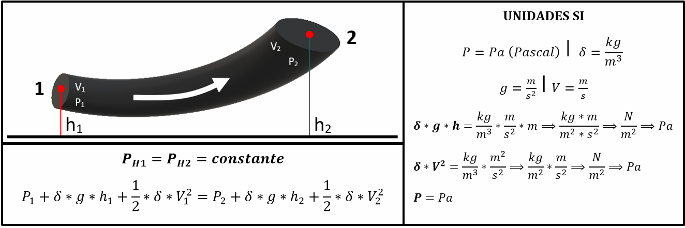 1
V₁
P₁
h₁
V₂
P₂
2
h₂
P_H1 = P_H2 = constante
P₁ + δ * g * h₁ + 1/2 * δ * V₁² = P₂ + δ * g * h₂ + 1/2 * δ * V₂²
UNIDADES SI
P = Pa (Pascal) | δ = kg/m³
g = m/s² | V = m/s
δ * g * h = kg/m³ * m/s² * m ⟹ kg * m/m² * s² ⟹ N/m² ⟹ Pa
δ * V² = kg/m³ * m²/s² ⟹ kg/m² * m/s² ⟹ N/m² ⟹ Pa
P = Pa